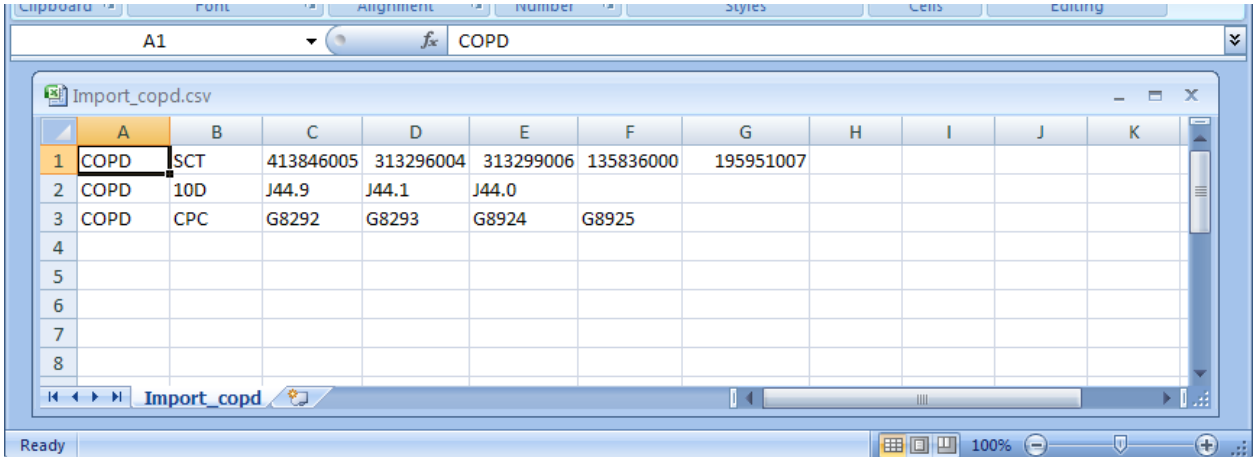 Clipboard Font Alignment Number Styles Cells Editing
A1 fx COPD
Import_copd.csv
A B C D E F G H I J K
1 COPD SCT 413846005 313296004 313299006 135836000 195951007
2 COPD 10D J44.9 J44.1 J44.0
3 COPD CPC G8292 G8293 G8924 G8925
4
5
6
7
8
Import_copd
Ready 100%